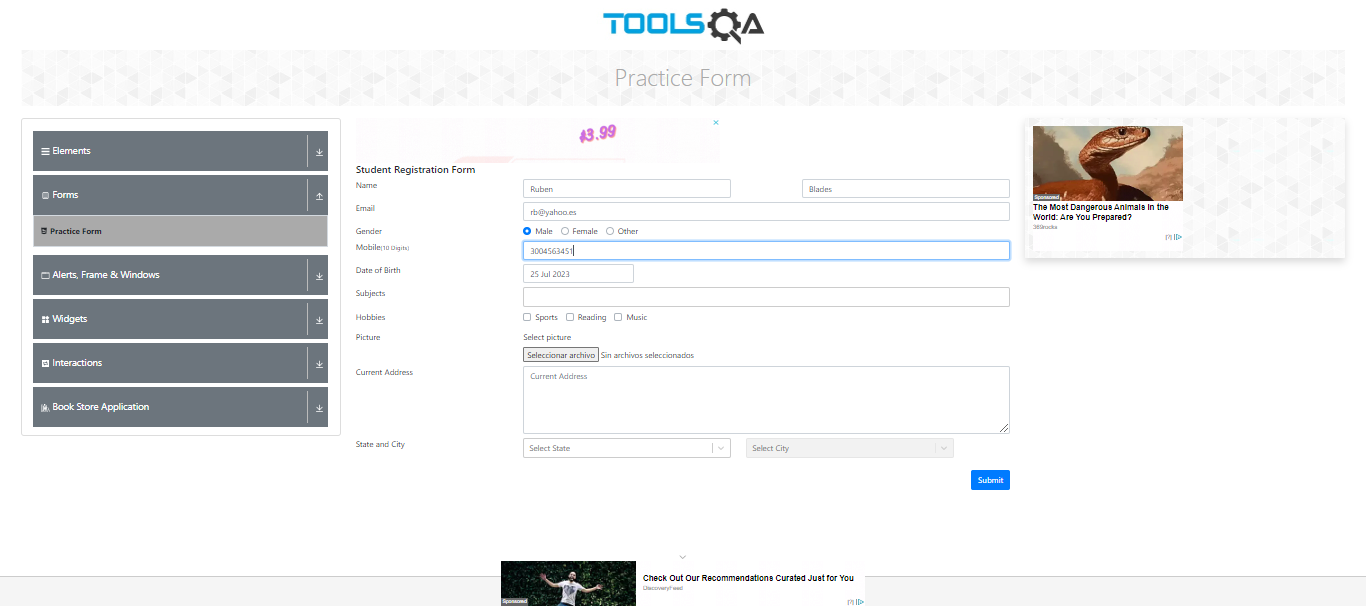 TOOLSQA
Practice Form
Elements
Forms
Practice Form
Alerts, Frame & Windows
Widgets
Interactions
Book Store Application
$3.99
Student Registration Form
Name
Ruben
Blades
Email
rb@yahoo.es
Gender
Male
Female
Other
Mobile(10 Digits)
3004563451
Date of Birth
25 Jul 2023
Subjects
Hobbies
Sports
Reading
Music
Picture
Select picture
Seleccionar archivo
Sin archivos seleccionados
Current Address
Current Address
State and City
Select State
Select City
Submit
Sponsored
The Most Dangerous Animals in the
World: Are You Prepared?
369rocks
Sponsored
Check Out Our Recommendations Curated Just for You
DiscoveryFeed